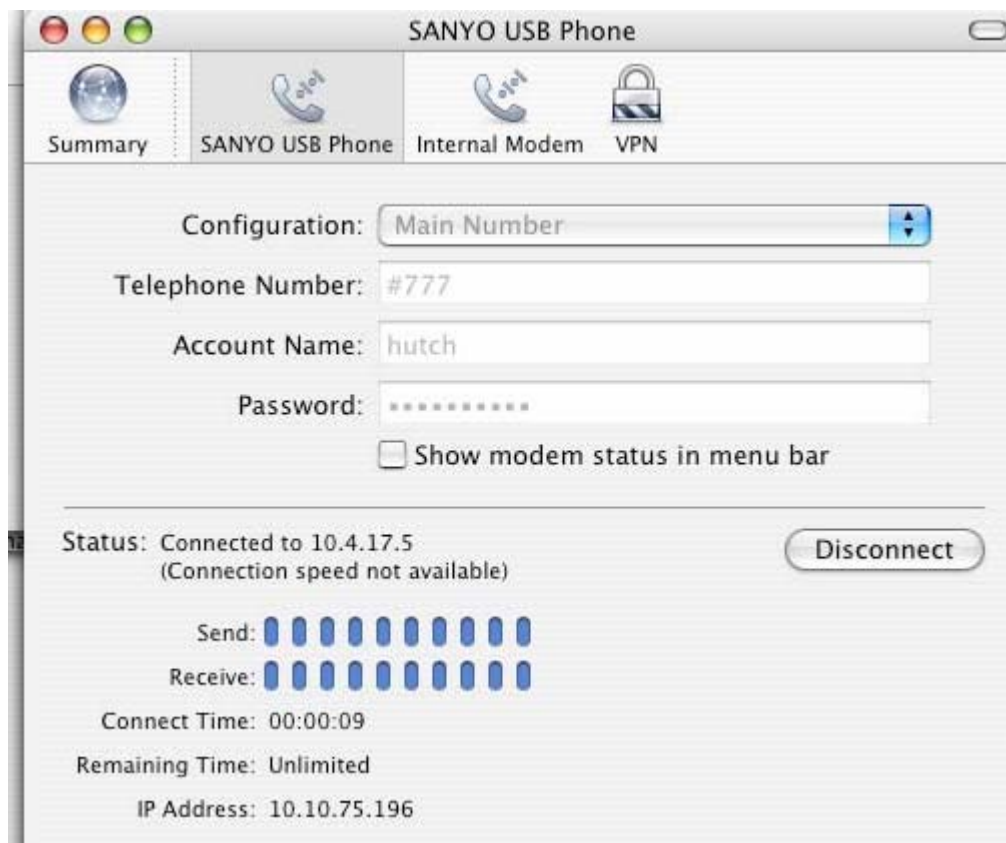 SANYO USB Phone
Summary
SANYO USB Phone
Internal Modem
VPN
Configuration: Main Number
Telephone Number: #777
Account Name: hutch
Password: ••••••••••
Show modem status in menu bar
Status: Connected to 10.4.17.5
(Connection speed not available)
Disconnect
Send:
Receive:
Connect Time: 00:00:09
Remaining Time: Unlimited
IP Address: 10.10.75.196